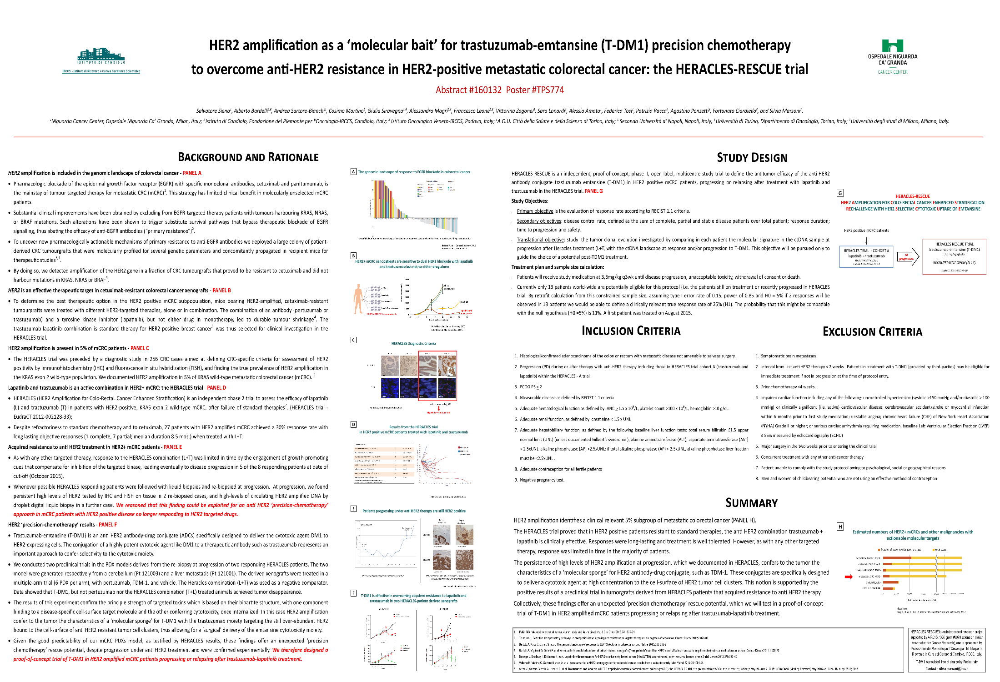 HER2 amplification as a ‘molecular bait’ for trastuzumab-emtansine (T-DM1) precision chemotherapy
to overcome anti-HER2 resistance in HER2-positive metastatic colorectal cancer: the HERACLES-RESCUE trial
Abstract #160132 Poster #TPS774
ISTITUTO DI CANDIOLO
IRCCS - Istituto di Ricovero e Cura a Carattere Scientifico
OSPEDALE NIGUARDA
CA’ GRANDA
CANCER CENTER
Salvatore Siena1, Alberto Bardelli2,6, Andrea Sartore-Bianchi1, Cosimo Martino2, Giulia Siravegna2,6, Alessandro Magrì2,6, Francesco Leone2,6, Vittorina Zagonel3, Sara Lonardi3, Alessio Amatu1, Federica Tosi1, Patrizia Racca4, Agostino Ponzetti4, Fortunato Ciardiello5, and Silvia Marsoni2.
1Niguarda Cancer Center, Ospedale Niguarda Ca’ Granda, Milan, Italy; 2 Istituto di Candiolo, Fondazione del Piemonte per l’Oncologia-IRCCS, Candiolo, Italy; 3 Istituto Oncologico Veneto-IRCCS, Padova, Italy; 4A.O.U. Città della Salute e della Scienza di Torino, Italy; 5 Seconda Università di Napoli, Napoli, Italy; 6 Università di Torino, Dipartimento di Oncologia, Torino, Italy; 7 Università degli studi di Milano, Milano, Italy.
BACKGROUND AND RATIONALE
HER2 amplification is included in the genomic landscape of colorectal cancer - PANEL A
• Pharmacologic blockade of the epidermal growth factor receptor (EGFR) with specific monoclonal antibodies, cetuximab and panitumumab, is
the mainstay of tumour targeted therapy for metastatic CRC (mCRC)1. This strategy has limited clinical benefit in molecularly unselected mCRC
patients.
• Substantial clinical improvements have been obtained by excluding from EGFR-targeted therapy patients with tumours harbouring KRAS, NRAS,
or BRAF mutations. Such alterations have been shown to trigger substitute survival pathways that bypass therapeutic blockade of EGFR
signalling, thus abating the efficacy of anti-EGFR antibodies (“primary resistance”)2.
• To uncover new pharmacologically actionable mechanisms of primary resistance to anti-EGFR antibodies we deployed a large colony of patient-
derived CRC tumourgrafts that were molecularly profiled for several genetic parameters and concomitantly propagated in recipient mice for
therapeutic studies3,4.
• By doing so, we detected amplification of the HER2 gene in a fraction of CRC tumourgrafts that proved to be resistant to cetuximab and did not
harbour mutations in KRAS, NRAS or BRAF4.
HER2 is an effective therapeutic target in cetuximab-resistant colorectal cancer xenografts - PANEL B
• To determine the best therapeutic option in the HER2 positive mCRC subpopulation, mice bearing HER2-amplified, cetuximab-resistant
tumourgrafts were treated with different HER2-targeted therapies, alone or in combination. The combination of an antibody (pertuzumab or
trastuzumab) and a tyrosine kinase inhibitor (lapatinib), but not either drug in monotherapy, led to durable tumour shrinkage4. The
trastuzumab-lapatinib combination is standard therapy for HER2-positive breast cancer5 was thus selected for clinical investigation in the
HERACLES trial.
HER2 amplification is present in 5% of mCRC patients - PANEL C
• The HERACLES trial was preceded by a diagnostic study in 256 CRC cases aimed at defining CRC-specific criteria for assessment of HER2
positivity by immunohistochemistry (IHC) and fluorescence in situ hybridization (FISH), and finding the true prevalence of HER2 amplification in
the KRAS exon 2 wild-type population. We documented HER2 amplification in 5% of KRAS wild-type metastatic colorectal cancer (mCRC). 6
Lapatinib and trastuzumab is an active combination in HER2+ mCRC: the HERACLES trial - PANEL D
• HERACLES (HER2 Amplification for Colo-RectaL Cancer Enhanced Stratification) is an independent phase 2 trial to assess the efficacy of lapatinib
(L) and trastuzumab (T) in patients with HER2-positive, KRAS exon 2 wild-type mCRC, after failure of standard therapies7. (HERACLES trial -
EudraCT 2012-002128-33);
• Despite refractoriness to standard chemotherapy and to cetuximab, 27 patients with HER2 amplified mCRC achieved a 30% response rate with
long lasting objective responses (1 complete, 7 partial; median duration 8.5 mos.) when treated with L+T.
Acquired resistance to anti HER2 treatment in HER2+ mCRC patients - PANEL E
• As with any other targeted therapy, response to the HERACLES combination (L+T) was limited in time by the engagement of growth-promoting
cues that compensate for inhibition of the targeted kinase, leading eventually to disease progression in 5 of the 8 responding patients at date of
cut-off (October 2015).
• Whenever possible HERACLES responding patients were followed with liquid biopsies and re-biopsied at progression. At progression, we found
persistent high levels of HER2 tested by IHC and FISH on tissue in 2 re-biopsied cases, and high-levels of circulating HER2 amplified DNA by
droplet digital liquid biopsy in a further case. We reasoned that this finding could be exploited for an anti HER2 ‘precision-chemotherapy’
approach in mCRC patients with HER2 positive disease no longer responding to HER2 targeted drugs.
HER2 ‘precision-chemotherapy’ results - PANEL F
• Trastuzumab-emtansine (T-DM1) is an anti HER2 antibody-drug conjugate (ADCs) specifically designed to deliver the cytotoxic agent DM1 to
HER2-expressing cells. The conjugation of a highly potent cytotoxic agent like DM1 to a therapeutic antibody such as trastuzumab represents an
important approach to confer selectivity to the cytotoxic moiety.
• We conducted two preclinical trials in the PDX models derived from the re-biopsy at progression of two responding HERACLES patients. The two
model were generated respectively from a cerebellum (Pt 121003) and a liver metastasis (Pt 121001). The derived xenografts were treated in a
multiple-arm trial (6 PDX per arm), with pertuzumab, TDM-1, and vehicle. The Heracles combination (L+T) was used as a negative comparator.
Data showed that T-DM1, but not pertuzumab nor the HERACLES combination (T+L) treated animals achieved tumor disappearance.
• The results of this experiment confirm the principle strength of targeted toxins which is based on their bipartite structure, with one component
binding to a disease-specific cell-surface target molecule and the other conferring cytotoxicity, once internalized. In this case HER2 amplification
confer to the tumor the characteristics of a ‘molecular sponge’ for T-DM1 with the trastuzumab moiety targeting the still over-abundant HER2
bound to the cell-surface of anti HER2 resistant tumor cell clusters, thus allowing for a ‘surgical’ delivery of the emtansine cytotoxicity moiety.
• Given the good predictability of our mCRC PDXs model, as testified by HERACLES results, these findings offer an unexpected ‘precision
chemotherapy’ rescue potential, despite progression under anti HER2 treatment and were confirmed experimentally. We therefore designed a
proof-of-concept trial of T-DM1 in HER2 amplified mCRC patients progressing or relapsing after trastuzumab-lapatinib treatment.
A
The genomic landscape of response to EGFR blockade in colorectal cancer
B
HER2+ mCRC xenopatients are sensitive to dual HER2 blockade with lapatinib
and trastuzumab but not to either drug alone
vehicle
trastuzumab
lapatinib
C
HERACLES Diagnostic Criteria
Positive tumor cells ≥ 50%
Eligible for HERACLES Trial
D
Results from the HERACLES trial
in HER2 positive mCRC patients treated with lapatinib and trastuzumab
E
Patients progressing under anti HER2 therapy are still HER2 positive
pt 121019
F
T-DM1 is effective in overcoming acquired resistance to lapatinib and
trastuzumab in two HERACLES-patient derived xenografts
STUDY DESIGN
HERACLES RESCUE is an independent, proof-of-concept, phase II, open label, multicentre study trial to define the antitumor efficacy of the anti HER2
antibody conjugate trastuzumab emtansine (T-DM1) in HER2 positive mCRC patients, progressing or relapsing after treatment with lapatinib and
trastuzumab in the HERACLES trial. PANEL G
Study Objectives:
Primary objective is the evaluation of response rate according to RECIST 1.1 criteria.
Secondary objectives: disease control rate, defined as the sum of complete, partial and stable disease patients over total patient; response duration;
time to progression and safety.
Translational objective: study the tumor clonal evolution investigated by comparing in each patient the molecular signature in the ctDNA sample at
progression after Heracles treatment (L+T, with the ctDNA landscape at response and/or progression to T-DM1. This objective will be pursued only to
guide the choice of a potential post-TDM1 treatment.
Treatment plan and sample size calculation:
Patients will receive study medication at 3,6mg/kg q3wk until disease progression, unacceptable toxicity, withdrawal of consent or death.
Currently only 13 patients world-wide are potentially eligible for this protocol (i.e. the patients still on treatment or recently progressed in HERACLES
trial. By retrofit calculation from this constrained sample size, assuming type I error rate of 0.15, power of 0.85 and H0 = 5% if 2 responses will be
observed in 13 patients we would be able to define a clinically relevant true response rate of 25% (H1). The probability that this might be compatible
with the null hypothesis (H0 =5%) is 11%. A first patient was treated on August 2015.
G
HERACLES-RESCUE
HER2 AMPLIFICATION FOR COLO-RECTAL CANCER ENHANCED STRATIFICATION
RECHALLENGE WITH HER2 SELECTIVE CYTOTOXIC UPTAKE OF EMTANSINE
HER2 positive mCRC patients
HERACLES TRIAL - COHORT A
lapatinib + trastuzumab
RECRUITMENT CLOSED
EudraCT 2012-002128-33
At
progression
HERACLES RESCUE TRIAL
trastuzumab-emtansine (T-DM1)
3,6 mg/kg q3wks
RECRUITMENT OPEN (N 13)
INCLUSION CRITERIA
1. Histological/confirmed adenocarcinoma of the colon or rectum with metastatic disease not amenable to salvage surgery.
2. Progression (PD) during or after therapy with anti-HER2 therapy including those in HERACLES trial cohort A (trastuzumab and
lapatinib) within the HERACLES - A trial.
3. ECOG PS ≤ 2
4. Measurable disease as defined by RECIST 1.1 criteria
5. Adequate hematological function as defined by: ANC ≥ 1.5 x 109/L, platelet count >100 x 109/L, hemoglobin >10 g/dL.
6. Adequate renal function, as defined by: creatinine < 1.5 x UNL
7. Adequate hepatobiliary function, as defined by the following baseline liver function tests: total serum bilirubin £1.5 upper
normal limit (UNL) (unless documented Gilbert’s syndrome ); alanine aminotransferase (ALT), aspartate aminotransferase (AST)
< 2.5xUNL alkaline phosphatase (AP) <2.5xUNL; if total alkaline phosphatase (AP) < 2.5xUNL, alkaline phosphatase liver fraction
must be <2.5xUNL .
8. Adequate contraception for all fertile patients
9. Negative pregnancy test.
EXCLUSION CRITERIA
1. Symptomatic brain metastases
2. Interval from last anti HER2 therapy < 2 weeks. Patients in treatment with T-DM1 (provided by third-parties) may be eligible for
immediate treatment if not in progression at the time of protocol entry.
3. Prior chemotherapy <4 weeks.
4. Impaired cardiac function including any of the following: uncontrolled hypertension (systolic >150 mmHg and/or diastolic > 100
mmHg) or clinically significant (i.e. active) cardiovascular disease: cerebrovascular accident/stroke or myocardial infarction
within 6 months prior to first study medication; unstable angina; chronic heart failure (CHF) of New York Heart Association
(NYHA) Grade II or higher; or serious cardiac arrhythmia requiring medication, baseline Left Ventricular Ejection Fraction (LVEF)
≤ 55% measured by echocardiography (ECHO)
5. Major surgery in the two weeks prior to entering the clinical trial
6. Concurrent treatment with any other anti-cancer therapy
7. Patient unable to comply with the study protocol owing to psychological, social or geographical reasons
8. Men and women of childbearing potential who are not using an effective method of contraception
SUMMARY
HER2 amplification identifies a clinical relevant 5% subgroup of metastatic colorectal cancer (PANEL H).
The HERACLES trial proved that in HER2 positive patients resistant to standard therapies, the anti HER2 combination trastuzumab +
lapatinib is clinically effective. Responses were long-lasting and treatment is well tolerated. However, as with any other targeted
therapy, response was limited in time in the majority of patients.
The persistence of high levels of HER2 amplification at progression, which we documented in HERACLES, confers to the tumor the
characteristics of a ‘molecular sponge’ for HER2 antibody-drug conjugate, such as TDM-1. These conjugates are specifically designed
to deliver a cytotoxic agent at high concentration to the cell-surface of HER2 tumor cell clusters. This notion is supported by the
positive results of a preclinical trial in tumorgrafts derived from HERACLES patients that acquired resistance to anti HER2 therapy.
Collectively, these findings offer an unexpected ‘precision chemotherapy’ rescue potential, which we will test in a proof-of-concept
trial of T-DM1 in HER2 amplified mCRC patients progressing or relapsing after trastuzumab-lapatinib treatment.
H
Estimated numbers of HER2+ mCRCs and other malignancies with
actionable molecular targets
fraction of patients with genetic target
total cases
metastatic NSCLC EGFR+
metastatic NSCLC ALK+
metastatic NSCLC ROS1+
metastatic CRC HER2+
CML BRC/ABL+
GIST KIT PDGFRA+
Estimated incidence in USA
data from:
HERACLES RESCUE is an independent research project
supported by AIRC 5x1000 grant #9970 extension (Italian
Association for Cancer Research), and is sponsored by
Fondazione del Piemonte per l’Oncologia - Istituto per la
Ricerca e la Cura del Cancro di Candiolo, IRCCS, Italy.
T-DM1 is provided free of charge by Roche Italy
Contact : silvia.marsoni@ircc.it